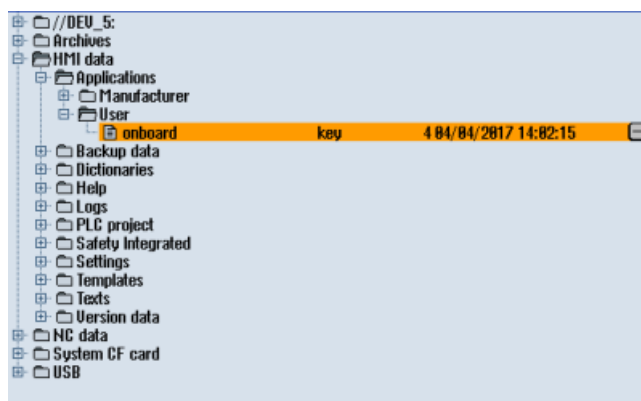 //DEV_5:
Archives
HMI data
Applications
Manufacturer
User
onboard key 4 04/04/2017 14:02:15
Backup data
Dictionaries
Help
Logs
PLC project
Safety Integrated
Settings
Templates
Texts
Version data
NC data
System CF card
USB